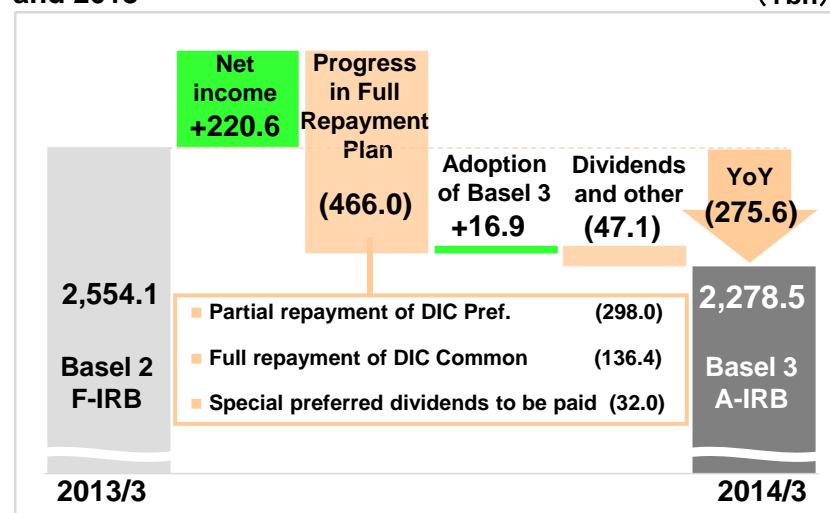 and 2013
Net
income
+220.6
Progress
in Full
Repayment
Plan
(466.0)
Adoption
of Basel 3
+16.9
Dividends
and other
(47.1)
YoY
(275.6)
2,554.1
Basel 2
F-IRB
■ Partial repayment of DIC Pref. (298.0)
■ Full repayment of DIC Common (136.4)
■ Special preferred dividends to be paid (32.0)
2,278.5
Basel 3
A-IRB
2013/3
2014/3